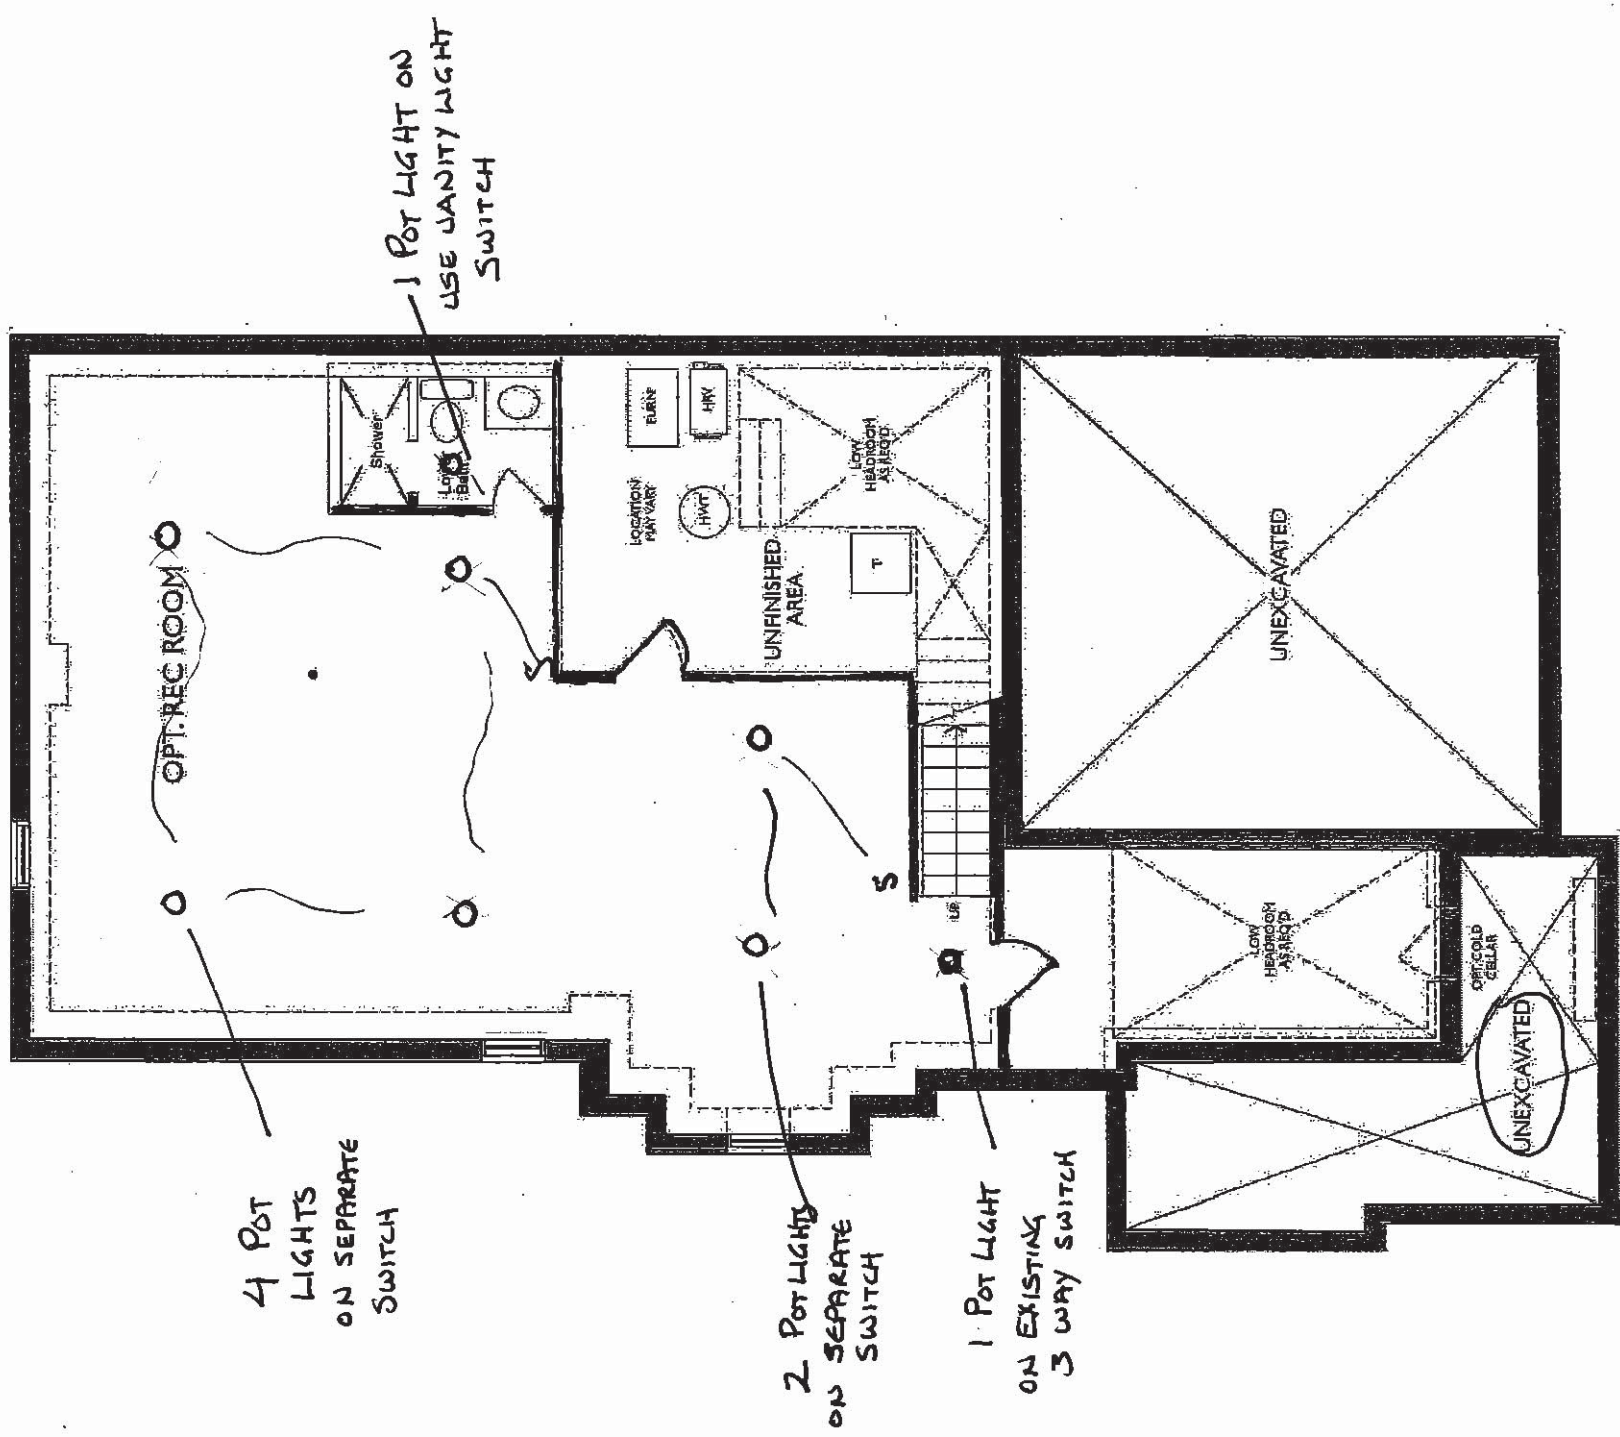 OPT. REC ROOM
4 POT
LIGHTS
ON SEPARATE
SWITCH
Shower
Bath
1 POT LIGHT ON
USE VANITY LIGHT
SWITCH
LOCATION
MAY VARY
HWT
HRV
UNFINISHED
AREA
LOW
HEADROOM
AS REQ'D
2 POT LIGHTS
ON SEPARATE
SWITCH
S
UP
1 POT LIGHT
ON EXISTING
3 WAY SWITCH
UNEXCAVATED
LOW
HEADROOM
AS REQ'D
OPT. COLD
CELLAR
UNEXCAVATED